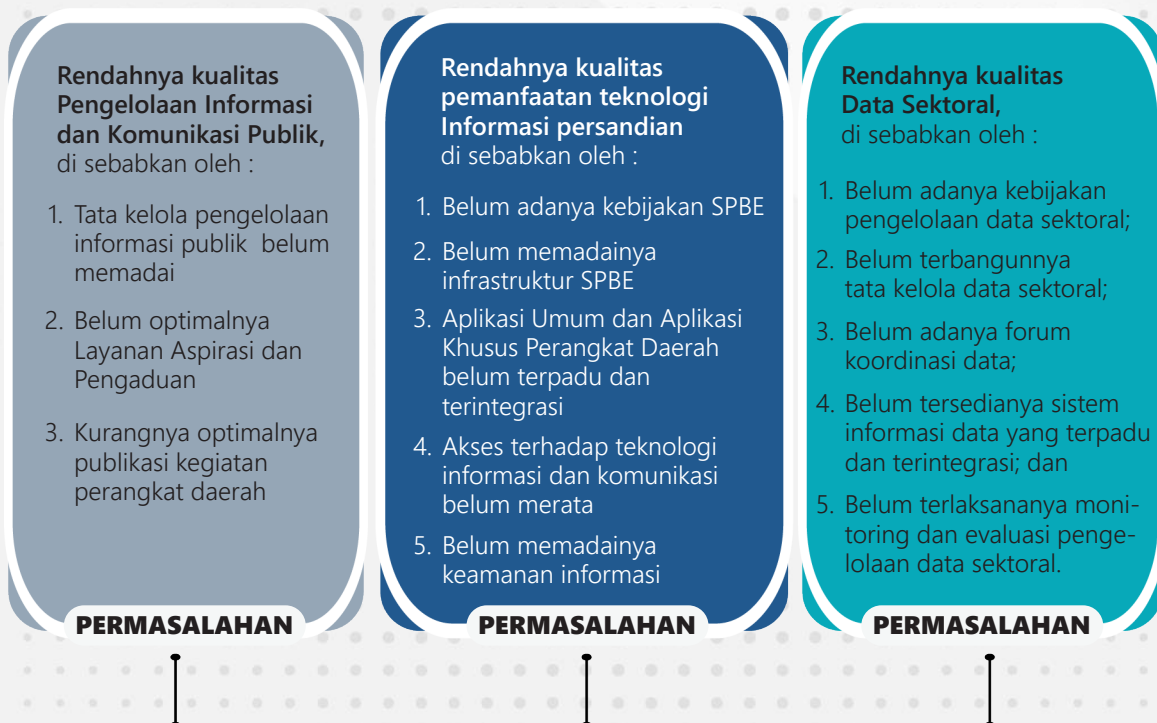 Rendahnya kualitas
Pengelolaan Informasi
dan Komunikasi Publik,
di sebabkan oleh :
1. Tata kelola pengelolaan
informasi publik belum
memadai
2. Belum optimalnya
Layanan Aspirasi dan
Pengaduan
3. Kurangnya optimalnya
publikasi kegiatan
perangkat daerah
PERMASALAHAN
Rendahnya kualitas
pemanfaatan teknologi
Informasi persandian
di sebabkan oleh :
1. Belum adanya kebijakan SPBE
2. Belum memadainya
infrastruktur SPBE
3. Aplikasi Umum dan Aplikasi
Khusus Perangkat Daerah
belum terpadu dan
terintegrasi
4. Akses terhadap teknologi
informasi dan komunikasi
belum merata
5. Belum memadainya
keamanan informasi
PERMASALAHAN
Rendahnya kualitas
Data Sektoral,
di sebabkan oleh :
1. Belum adanya kebijakan
pengelolaan data sektoral;
2. Belum terbangunnya
tata kelola data sektoral;
3. Belum adanya forum
koordinasi data;
4. Belum tersedianya sistem
informasi data yang terpadu
dan terintegrasi; dan
5. Belum terlaksananya moni-
toring dan evaluasi penge-
lolaan data sektoral.
PERMASALAHAN